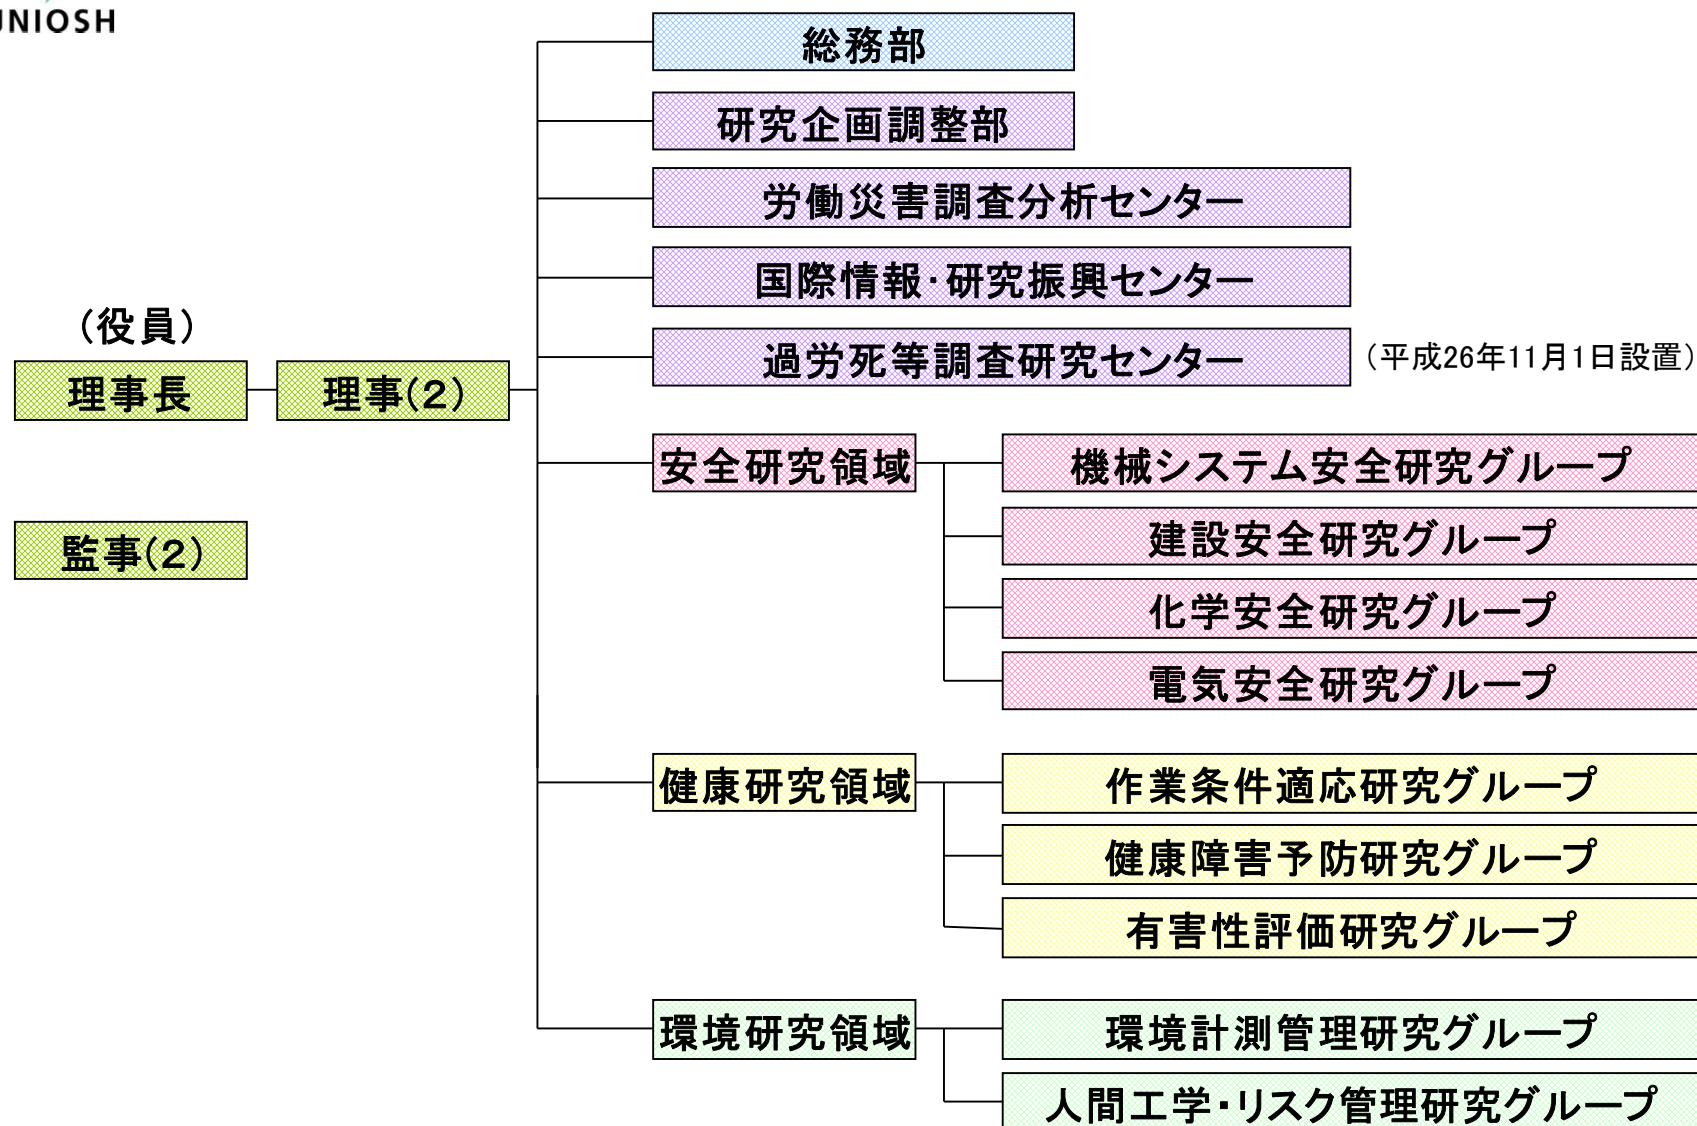 JNIOSH
総務部
研究企画調整部
労働災害調査分析センター
国際情報・研究振興センター
過労死等調査研究センター
（平成26年11月1日設置）
（役員）
理事長
理事(2)
監事(2)
安全研究領域
機械システム安全研究グループ
建設安全研究グループ
化学安全研究グループ
電気安全研究グループ
健康研究領域
作業条件適応研究グループ
健康障害予防研究グループ
有害性評価研究グループ
環境研究領域
環境計測管理研究グループ
人間工学・リスク管理研究グループ